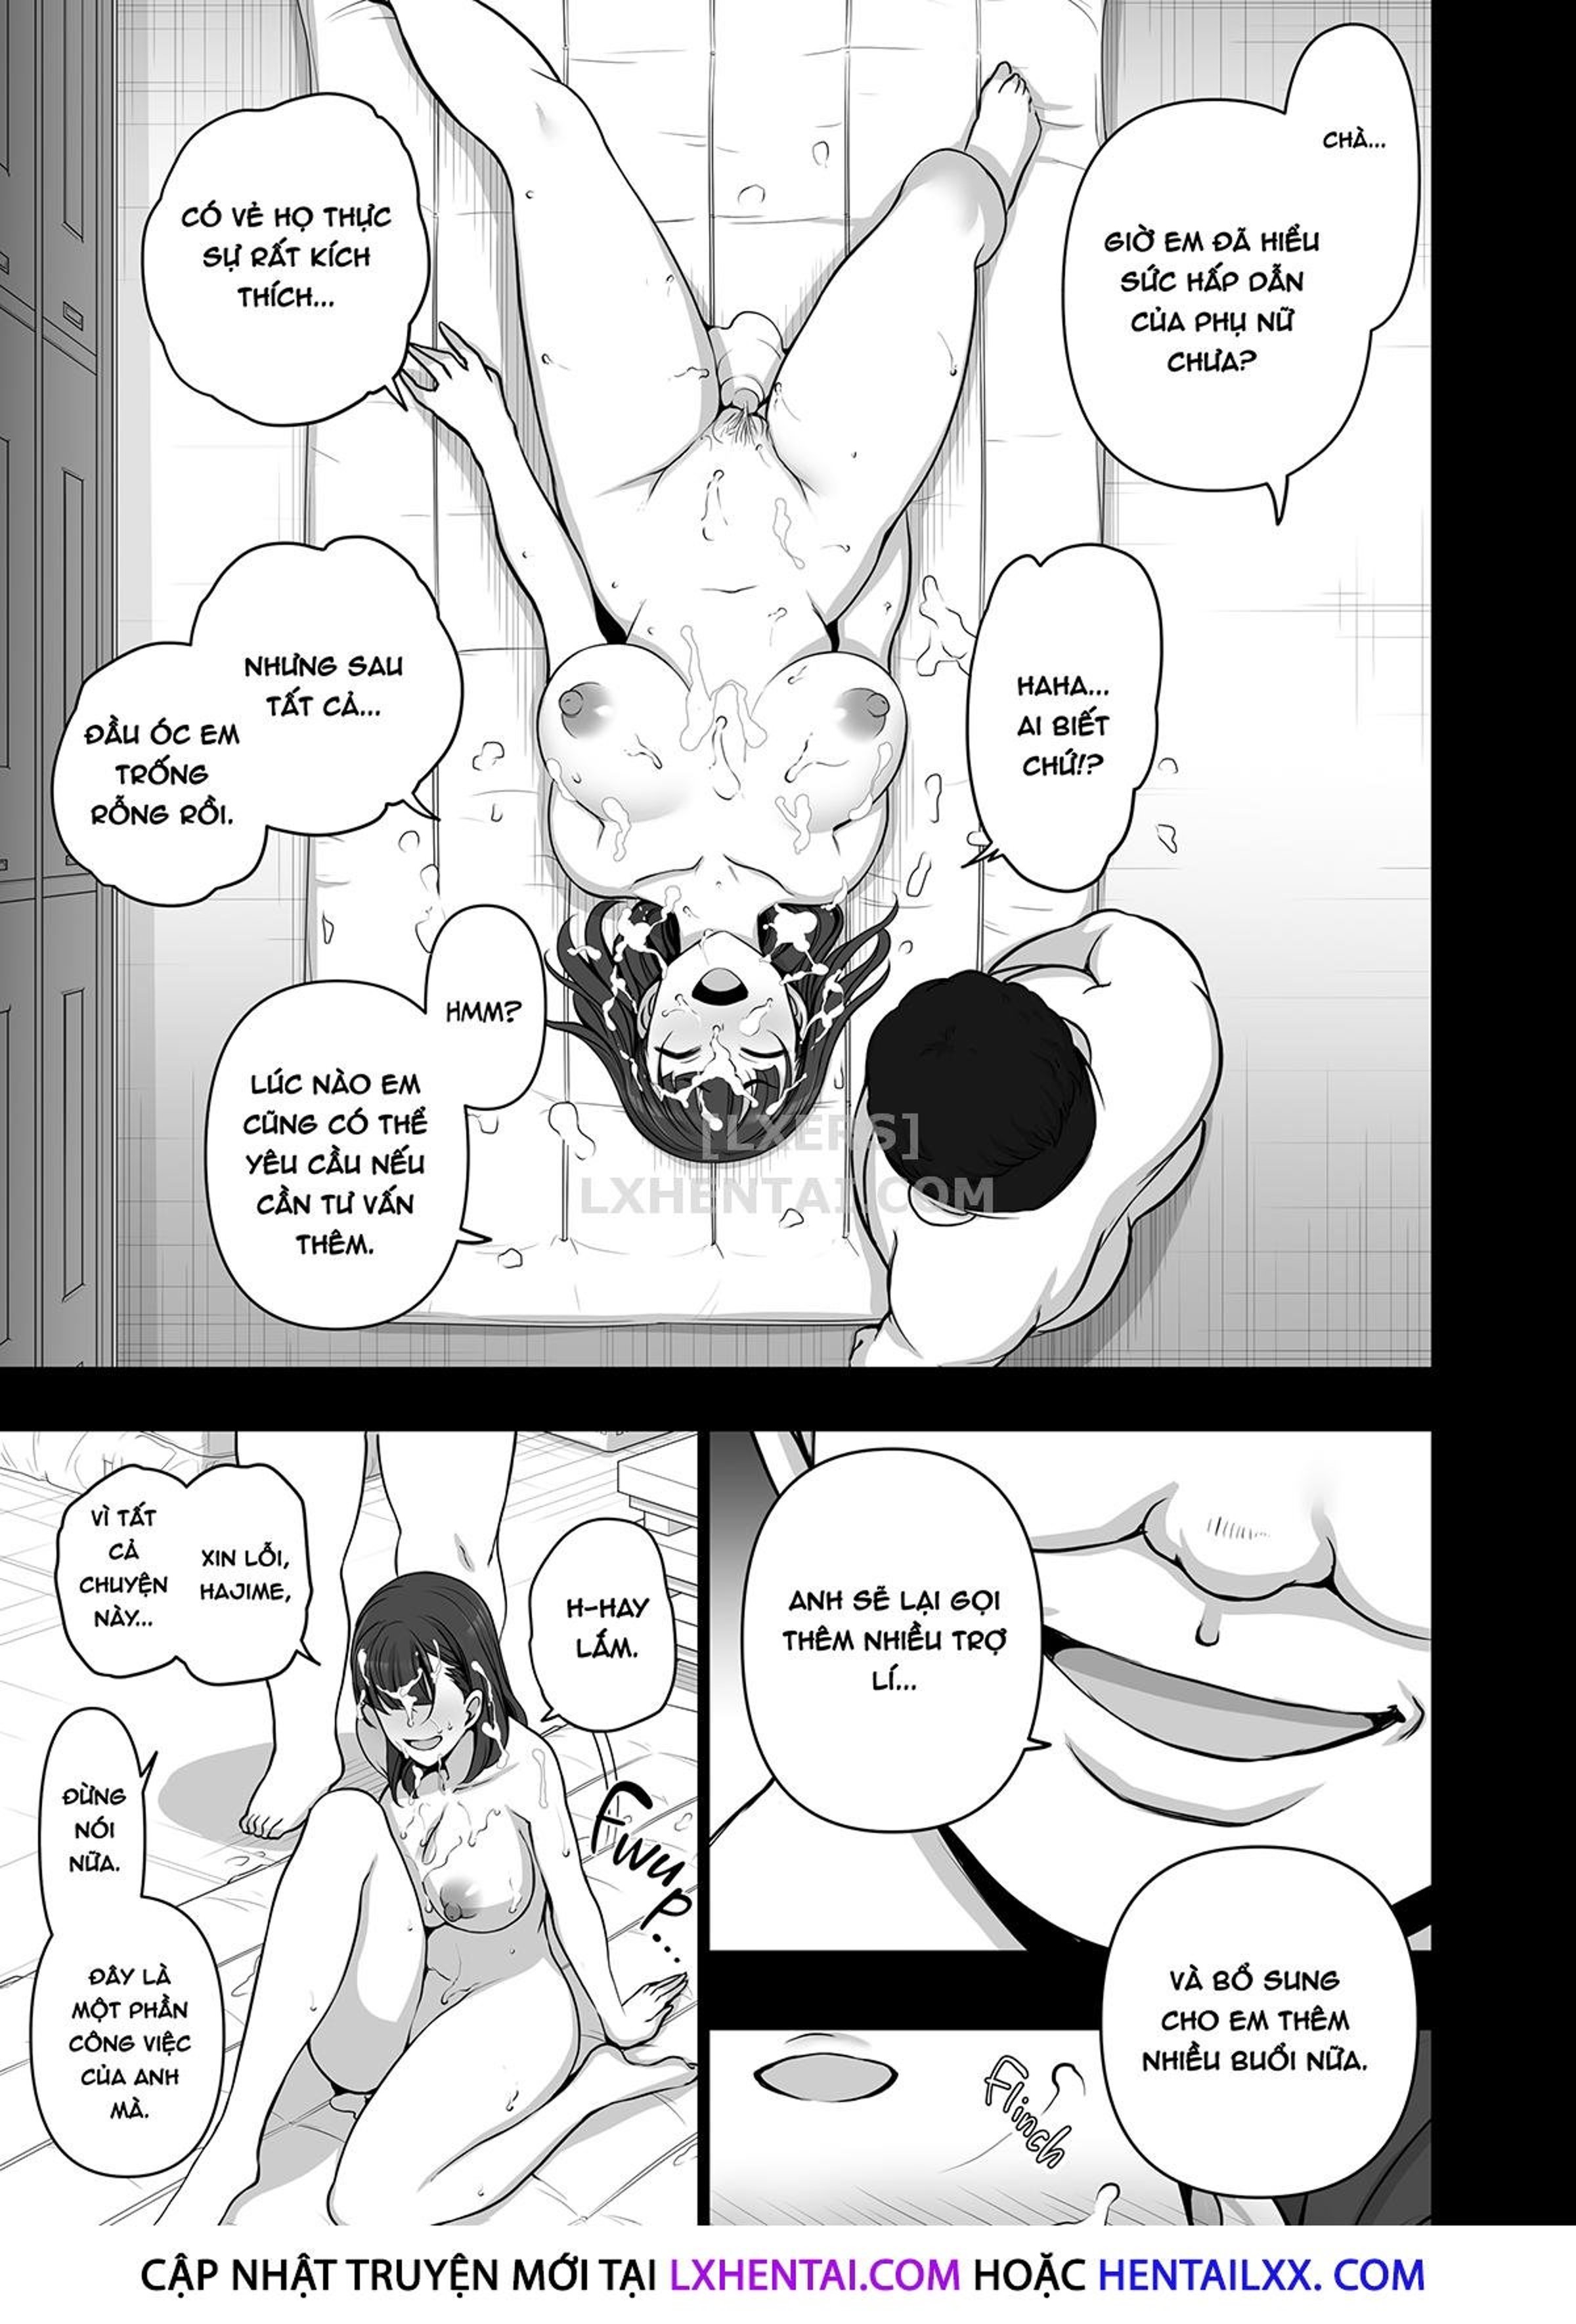 CHÀ...
GIỜ EM ĐÃ HIỂU
SỨC HẤP DẪN
CỦA PHỤ NỮ
CHƯA?
CÓ VẺ HỌ THỰC
SỰ RẤT KÍCH
THÍCH...
HAHA...
AI BIẾT
CHỨ!?
NHƯNG SAU
TẤT CẢ...
ĐẦU ÓC EM
TRỐNG
RỖNG RỒI.
HMM?
LÚC NÀO EM
CŨNG CÓ THỂ
YÊU CẦU NẾU
CẦN TƯ VẤN
THÊM.
[LXERS]
LXHENTAI.COM
ANH SẼ LẠI GỌI
THÊM NHIỀU TRỢ
LÍ...
VÀ BỔ SUNG
CHO EM THÊM
NHIỀU BUỔI NỮA.
Flinch
H-HAY
LẮM.
Fwup...
XIN LỖI,
HAJIME,
VÌ TẤT
CẢ
CHUYỆN
NÀY...
ĐỪNG
NÓI
NỮA.
ĐÂY LÀ
MỘT PHẦN
CÔNG VIỆC
CỦA ANH
MÀ.
CẬP NHẬT TRUYỆN MỚI TẠI LXHENTAI.COM HOẶC HENTAILXX. COM